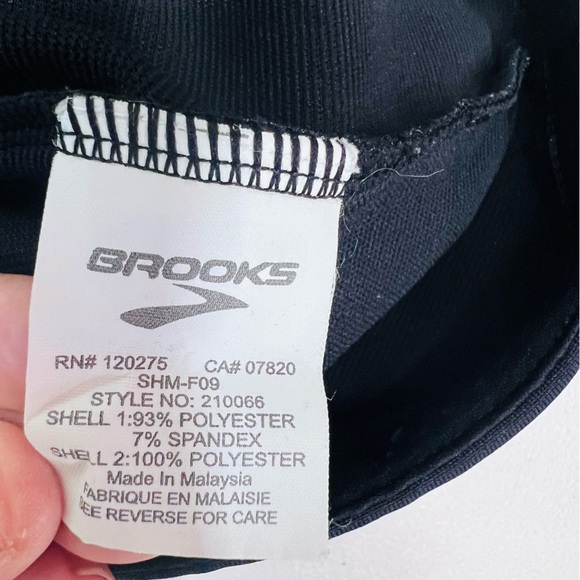 BROOKS
RN# 120275 CA# 07820
SHM-F09
STYLE NO: 210066
SHELL 1:93% POLYESTER
7% SPANDEX
SHELL 2:100% POLYESTER
Made In Malaysia
FABRIQUE EN MALAISIE
SEE REVERSE FOR CARE